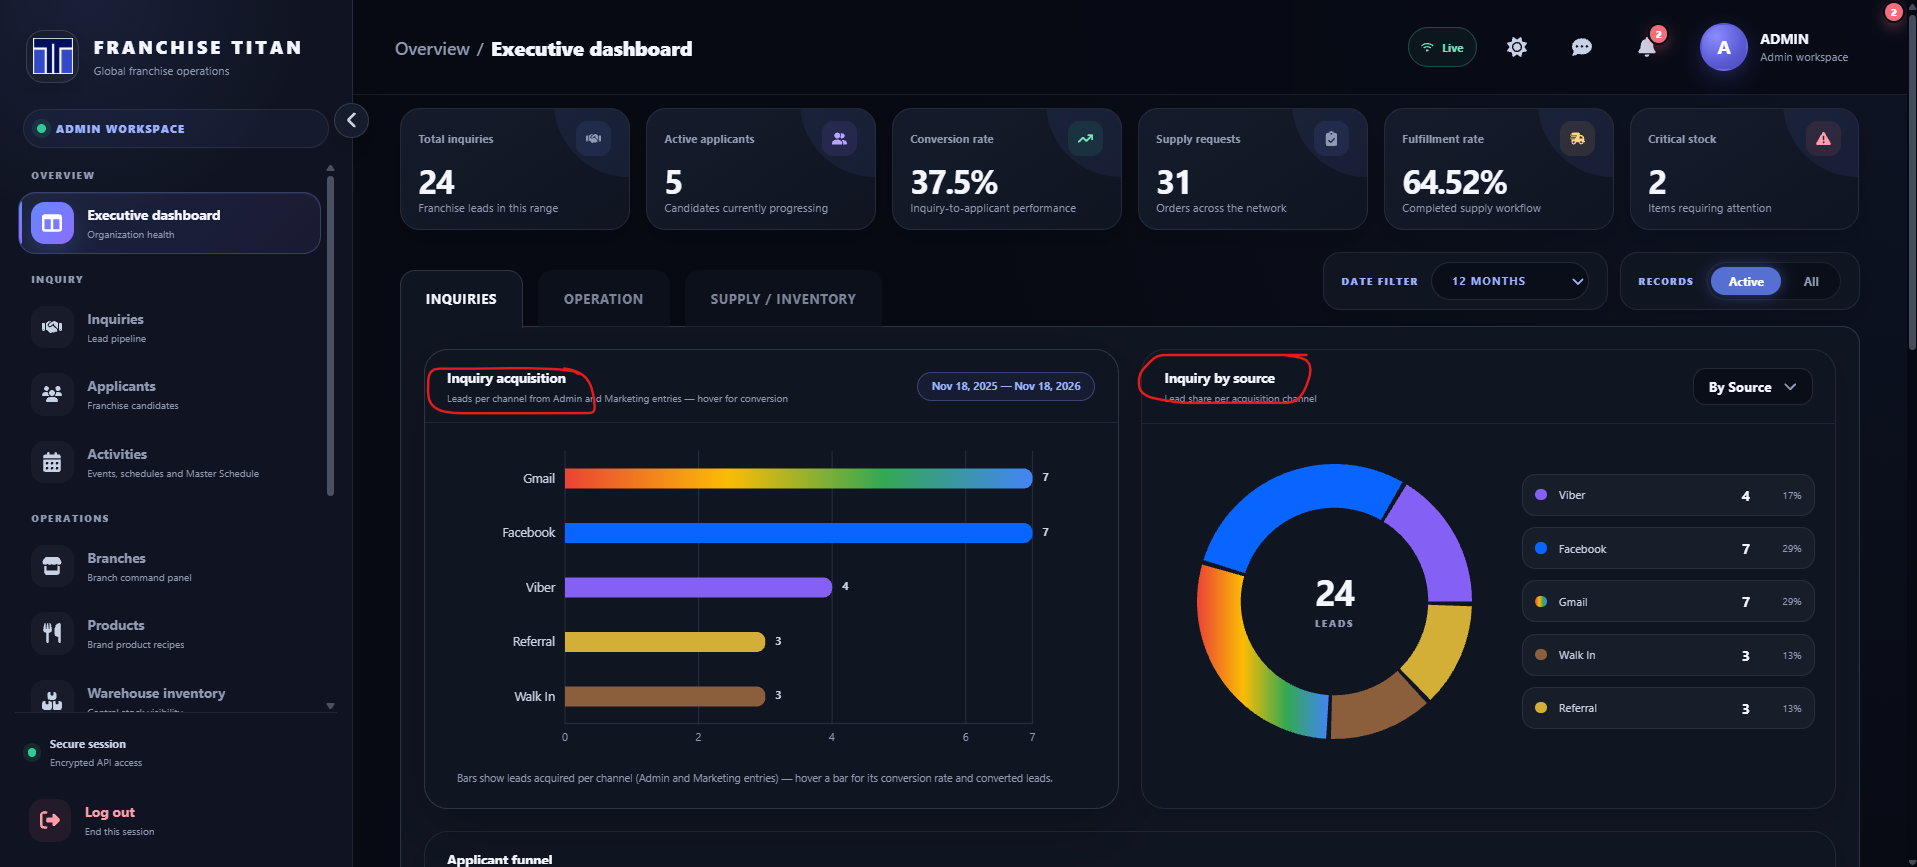 FRANCHISE TITAN
Global franchise operations
ADMIN WORKSPACE
OVERVIEW
Executive dashboard
Organization health
INQUIRY
Inquiries
Lead pipeline
Applicants
Franchise candidates
Activities
Events, schedules and Master Schedule
OPERATIONS
Branches
Branch command panel
Products
Brand product recipes
Warehouse inventory
Central stock visibility
Secure session
Encrypted API access
Log out
End this session
Overview / Executive dashboard
Live
2
A
ADMIN
Admin workspace
2
Total inquiries
24
Franchise leads in this range
Active applicants
5
Candidates currently progressing
Conversion rate
37.5%
Inquiry-to-applicant performance
Supply requests
31
Orders across the network
Fulfillment rate
64.52%
Completed supply workflow
Critical stock
2
Items requiring attention
INQUIRIES
OPERATION
SUPPLY / INVENTORY
DATE FILTER
12 MONTHS
RECORDS
Active
All
Inquiry acquisition
Leads per channel from Admin and Marketing entries — hover for conversion
Nov 18, 2025 — Nov 18, 2026
Gmail
7
Facebook
7
Viber
4
Referral
3
Walk In
3
0
2
4
6
7
Bars show leads acquired per channel (Admin and Marketing entries) — hover a bar for its conversion rate and converted leads.
Inquiry by source
Lead share per acquisition channel
By Source
24
LEADS
Viber 4 17%
Facebook 7 29%
Gmail 7 29%
Walk In 3 13%
Referral 3 13%
Applicant funnel